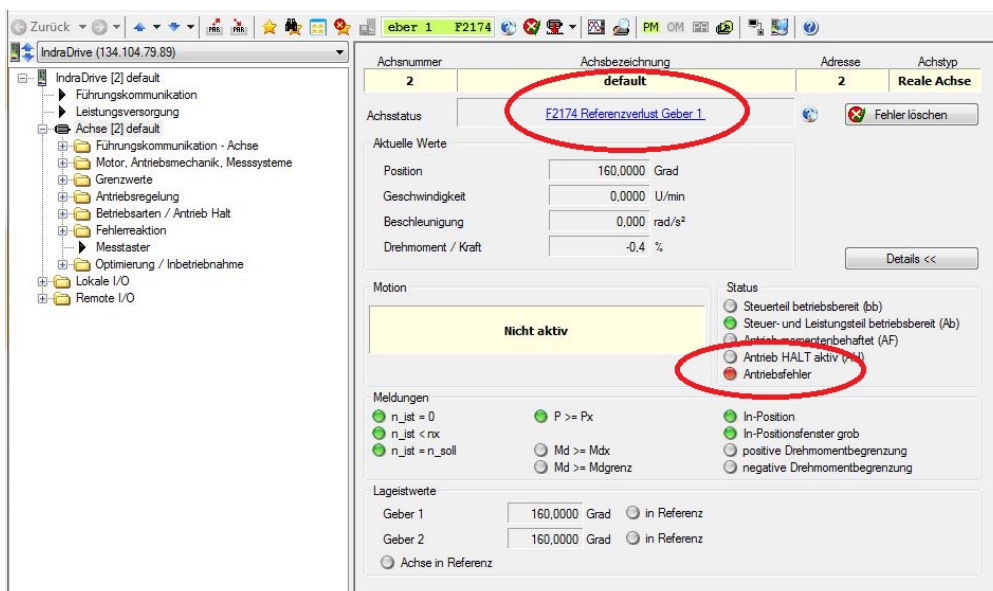 Zurück
eber 1 F2174
PM OM
IndraDrive (134.104.79.89)
IndraDrive [2] default
Führungskommunikation
Leistungsversorgung
Achse [2] default
Führungskommunikation - Achse
Motor, Antriebsmechanik, Messsysteme
Grenzwerte
Antriebsregelung
Betriebsarten / Antrieb Halt
Fehlerreaktion
Messtaster
Optimierung / Inbetriebnahme
Lokale I/O
Remote I/O
Achsnummer Achsbezeichnung Adresse Achstyp
2 default 2 Reale Achse
Achsstatus F2174 Referenzverlust Geber 1 Fehler löschen
Aktuelle Werte
Position 160,0000 Grad
Geschwindigkeit 0,0000 U/min
Beschleunigung 0,000 rad/s²
Drehmoment / Kraft -0,4 %
Details <<
Motion
Nicht aktiv
Status
Steuerteil betriebsbereit (bb)
Steuer- und Leistungsteil betriebsbereit (Ab)
Antrieb momentenbehaftet (AF)
Antrieb HALT aktiv (AH)
Antriebsfehler
Meldungen
n_ist = 0 P >= Px In-Position
n_ist < nx In-Positionsfenster grob
n_ist = n_soll Md >= Mdx positive Drehmomentbegrenzung
Md >= Mdgrenz negative Drehmomentbegrenzung
Lageistwerte
Geber 1 160,0000 Grad in Referenz
Geber 2 160,0000 Grad in Referenz
Achse in Referenz